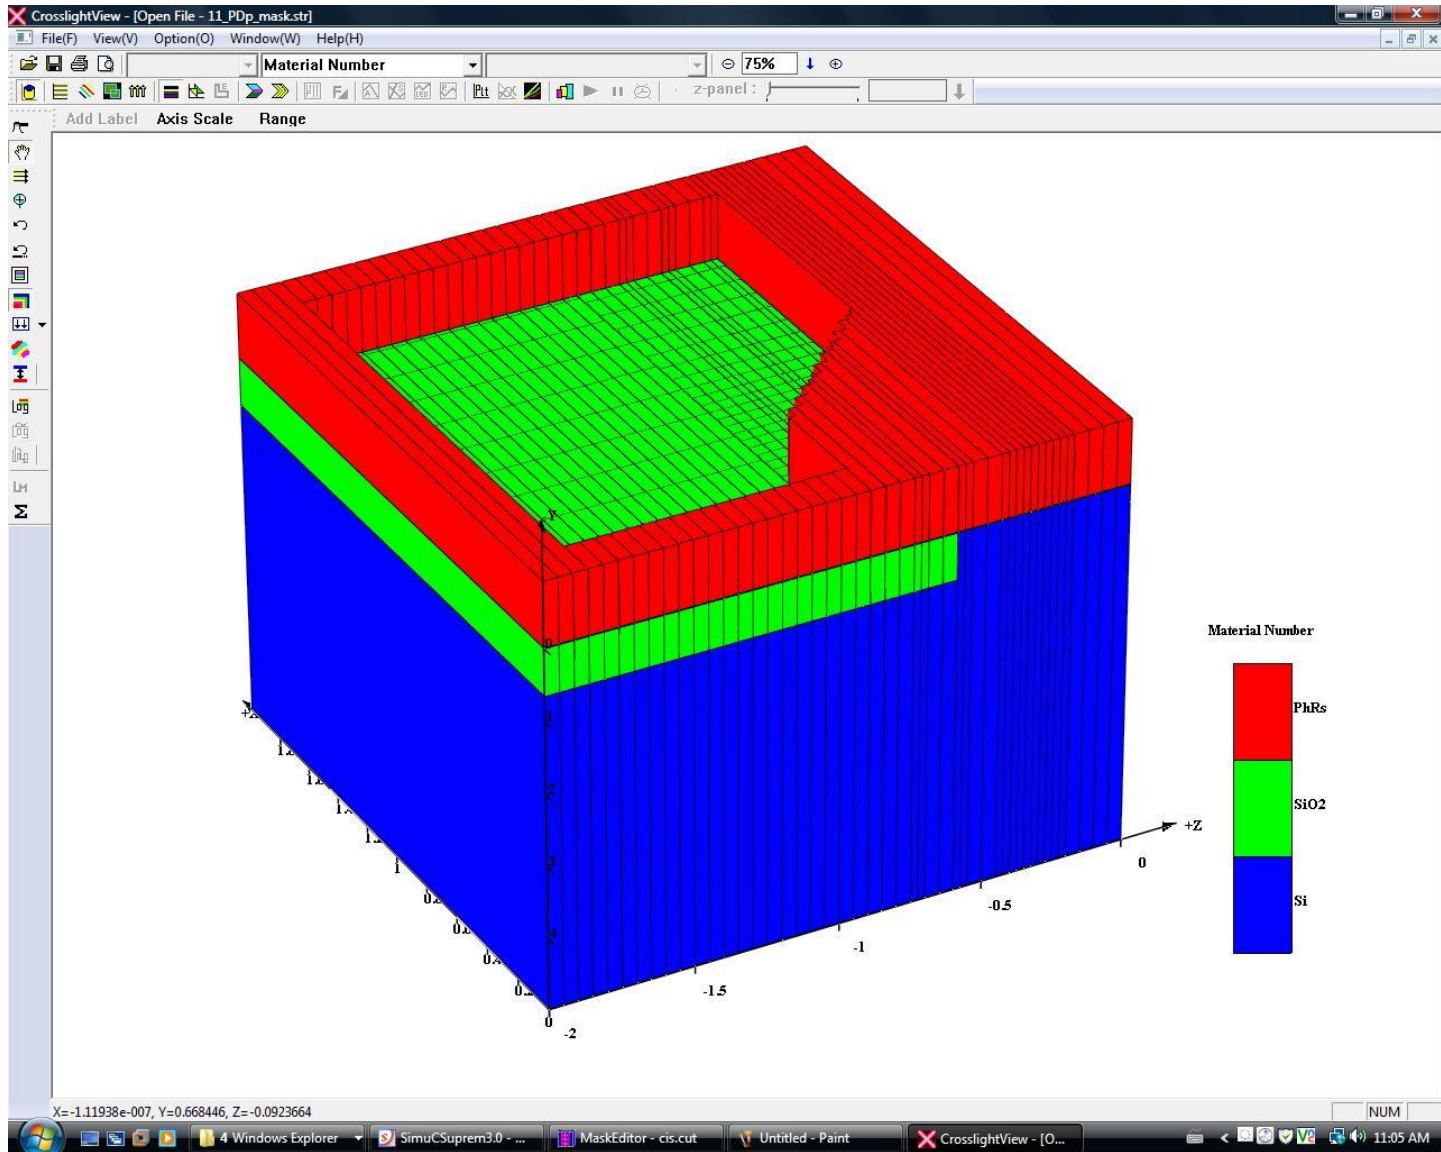 CrosslightView - [Open File - 11_PDp_mask.str]
File(F) View(V) Option(O) Window(W) Help(H)
Material Number 75%
Plt z-panel :
Add Label Axis Scale Range
Y
Material Number
PhRs
SiO2
Si
+Z
0
-0.5
-1
-1.5
-2
0
X=-1.11938e-007, Y=0.668446, Z=-0.0923664
NUM
4 Windows Explorer
SimuCSuprem3.0 - ...
MaskEditor - cis.cut
Untitled - Paint
CrosslightView - [O...
11:05 AM